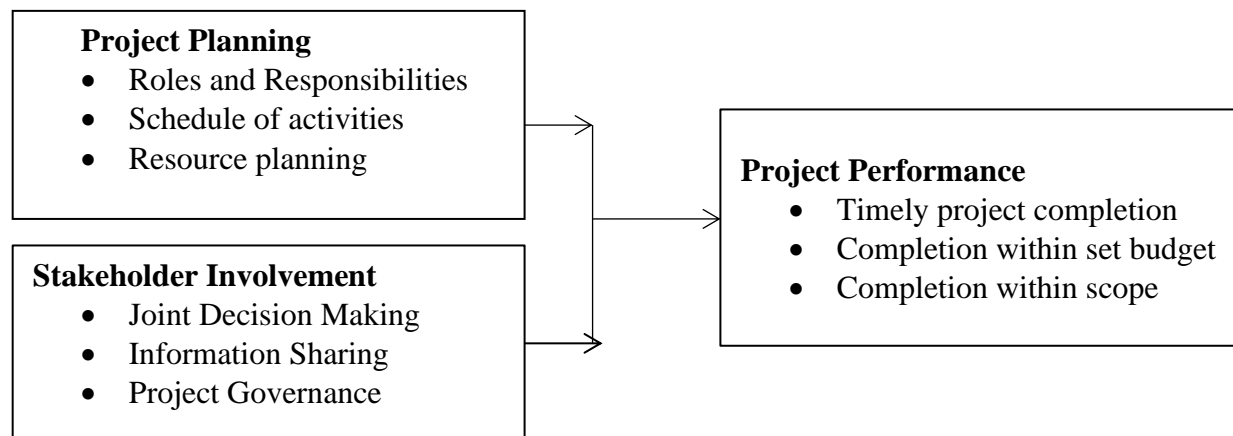 Project Planning
• Roles and Responsibilities
• Schedule of activities
• Resource planning
Stakeholder Involvement
• Joint Decision Making
• Information Sharing
• Project Governance
Project Performance
• Timely project completion
• Completion within set budget
• Completion within scope